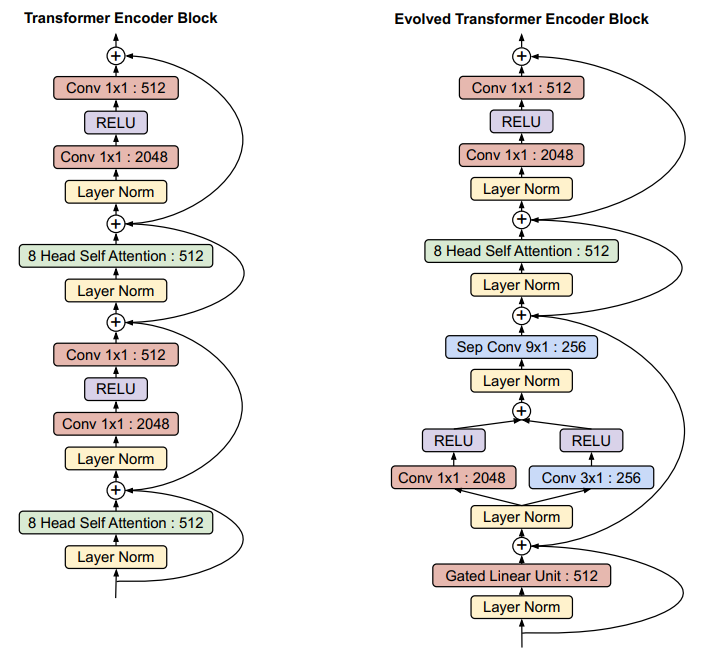 Transformer Encoder Block
+
Conv 1x1 : 512
RELU
Conv 1x1 : 2048
Layer Norm
+
8 Head Self Attention : 512
Layer Norm
+
Conv 1x1 : 512
RELU
Conv 1x1 : 2048
Layer Norm
+
8 Head Self Attention : 512
Layer Norm
Evolved Transformer Encoder Block
+
Conv 1x1 : 512
RELU
Conv 1x1 : 2048
Layer Norm
+
8 Head Self Attention : 512
Layer Norm
+
Sep Conv 9x1 : 256
Layer Norm
+
RELU
RELU
Conv 1x1 : 2048
Conv 3x1 : 256
Layer Norm
+
Gated Linear Unit : 512
Layer Norm